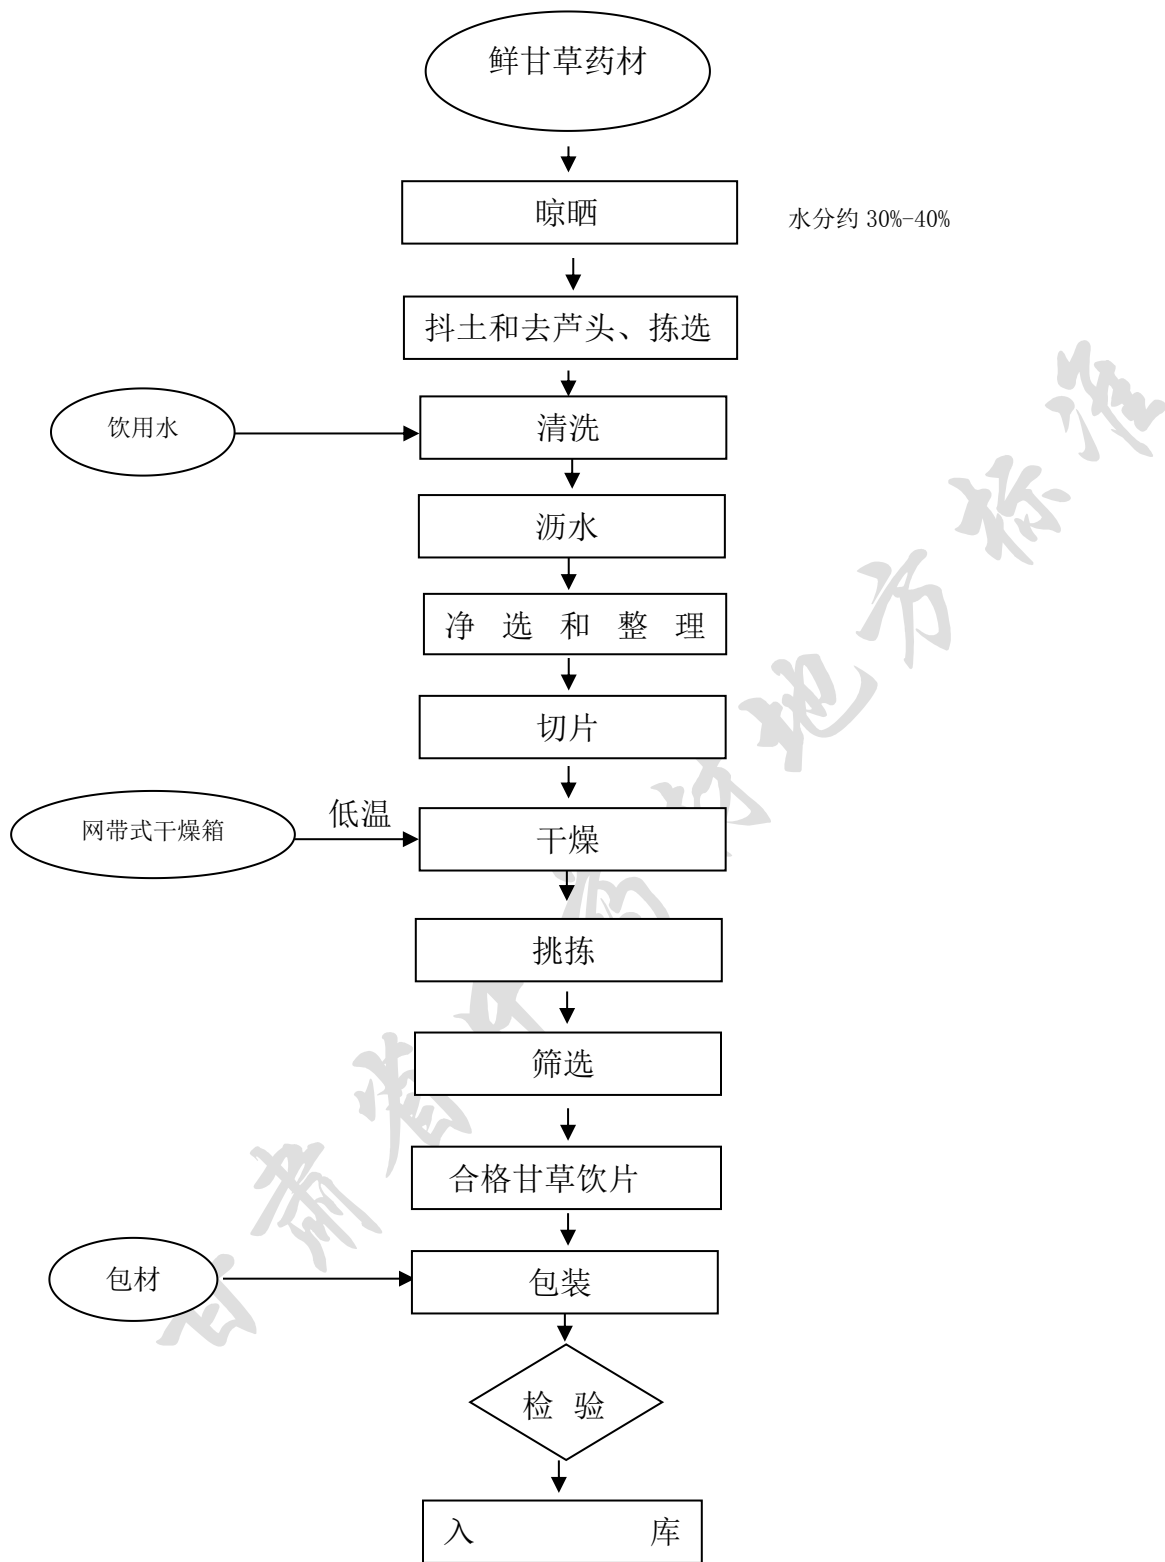 鲜甘草药材
晾晒
水分约 30%-40%
抖土和去芦头、拣选
饮用水
清洗
沥水
净 选 和 整 理
切片
网带式干燥箱
低温
干燥
挑拣
筛选
合格甘草饮片
包材
包装
检 验
入 库